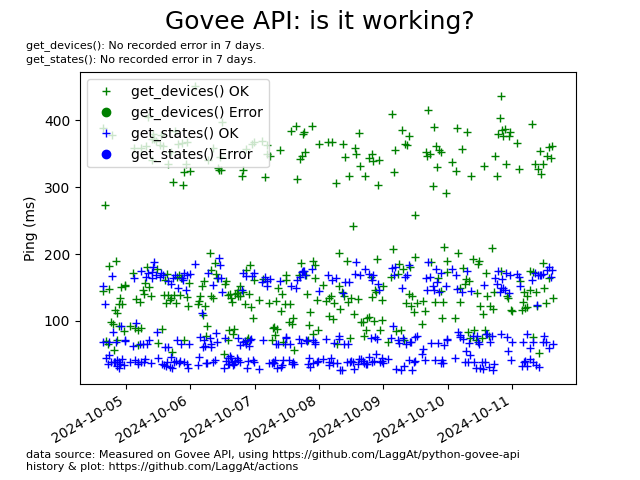 Govee API: is it working?
get_devices(): No recorded error in 7 days.
get_states(): No recorded error in 7 days.
get_devices() OK
get_devices() Error
get_states() OK
get_states() Error
400
300
200
100
Ping (ms)
2024-10-05
2024-10-06
2024-10-07
2024-10-08
2024-10-09
2024-10-10
2024-10-11
data source: Measured on Govee API, using https://github.com/LaggAt/python-govee-api
history & plot: https://github.com/LaggAt/actions